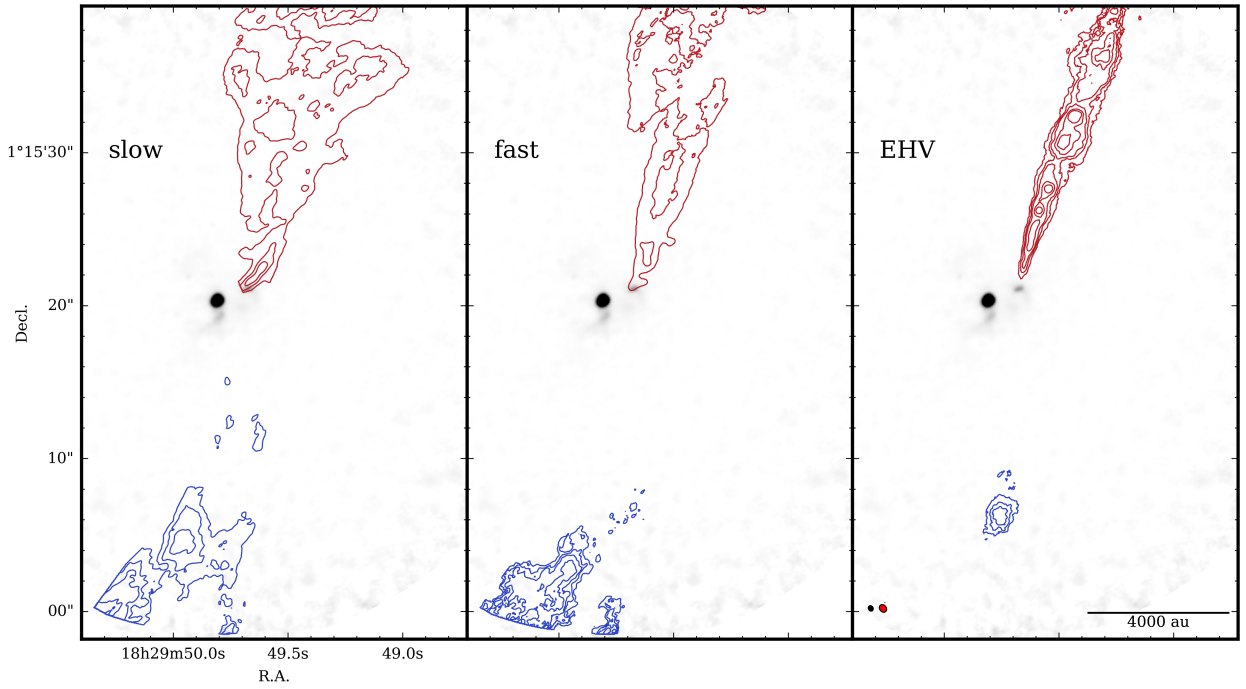 slow
fast
EHV
1°15'30"
20"
10"
00"
Decl.
18h29m50.0s
49.5s
49.0s
R.A.
4000 au